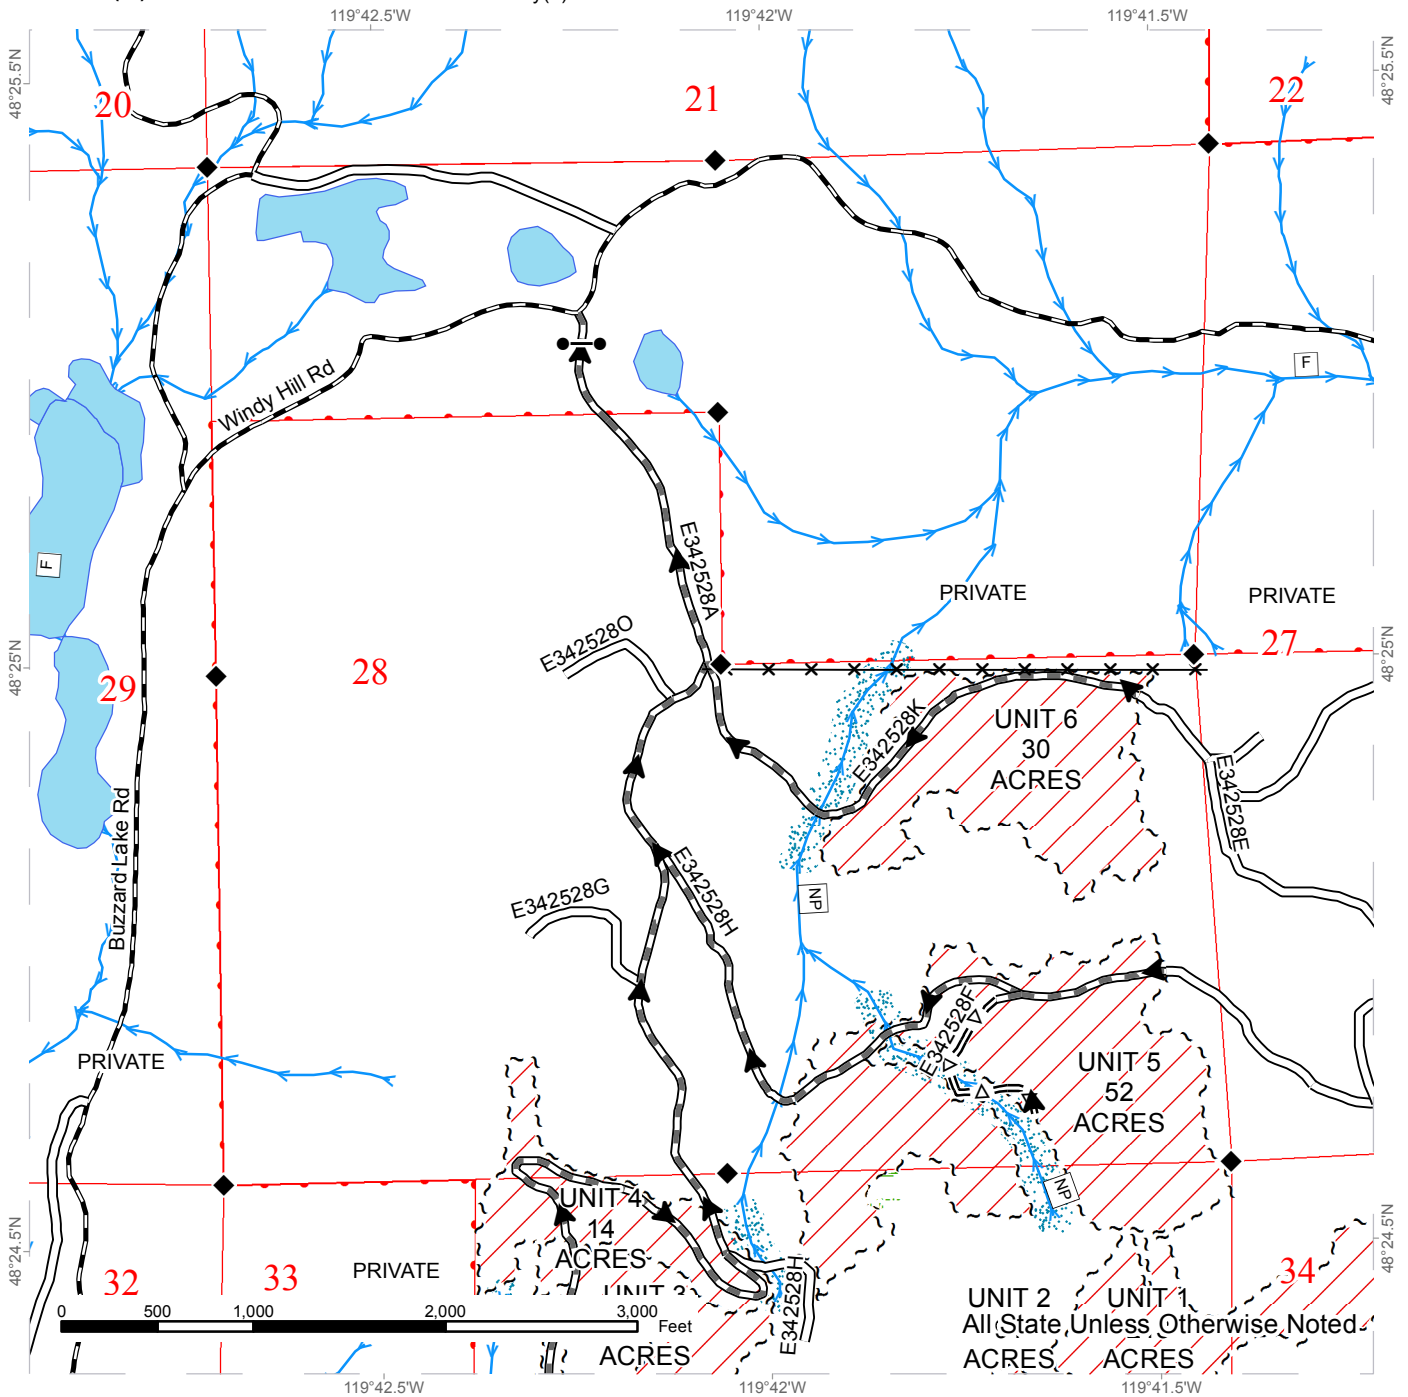 119°42.5'W
119°42'W
119°41.5'W
48°25.5'N
48°25.5'N
20
21
22
Windy Hill Rd
F
E342528A
F
PRIVATE
PRIVATE
E342528O
27
48°25'N
48°25'N
29
28
E342528K
UNIT 6
30
ACRES
E342528E
Buzzard Lake Rd
E342528H
E342528G
NP
E342528F
PRIVATE
UNIT 5
52
ACRES
NP
UNIT 4
14
ACRES
48°24.5'N
48°24.5'N
32
33
PRIVATE
34
UNIT 3
E342528H
UNIT 2
UNIT 1
0 500 1,000 2,000 3,000
Feet
All State Unless Otherwise Noted
ACRES
ACRES
ACRES
119°42.5'W
119°42'W
119°41.5'W